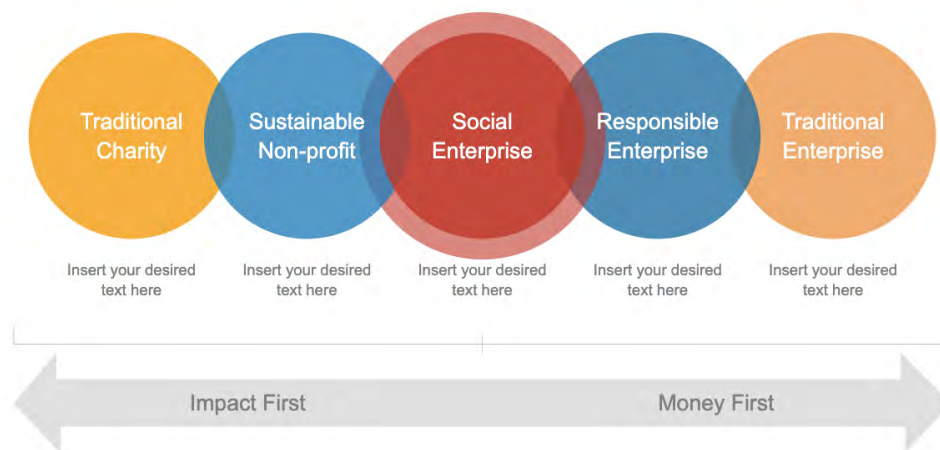 Traditional
Charity
Sustainable
Non-profit
Social
Enterprise
Responsible
Enterprise
Traditional
Enterprise
Insert your desired
text here
Insert your desired
text here
Insert your desired
text here
Insert your desired
text here
Insert your desired
text here
Impact First
Money First